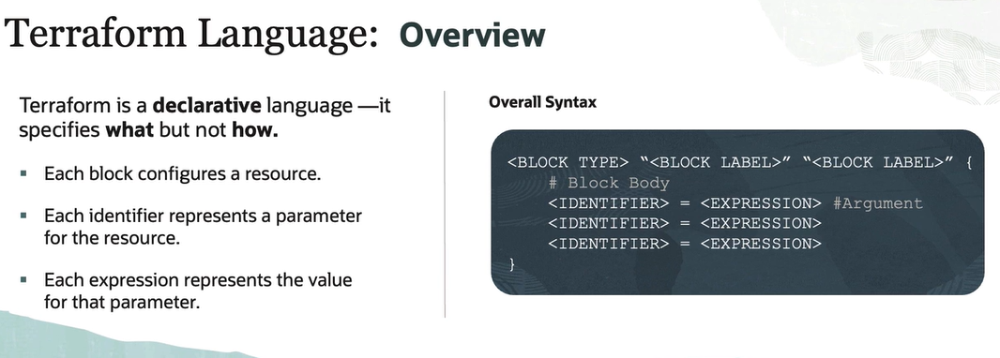 Terraform Language: Overview
Terraform is a declarative language —it
specifies what but not how.
▪ Each block configures a resource.
▪ Each identifier represents a parameter
for the resource.
▪ Each expression represents the value
for that parameter.
Overall Syntax
<BLOCK TYPE> “<BLOCK LABEL>” “<BLOCK LABEL>” {
# Block Body
<IDENTIFIER> = <EXPRESSION> #Argument
<IDENTIFIER> = <EXPRESSION>
<IDENTIFIER> = <EXPRESSION>
}